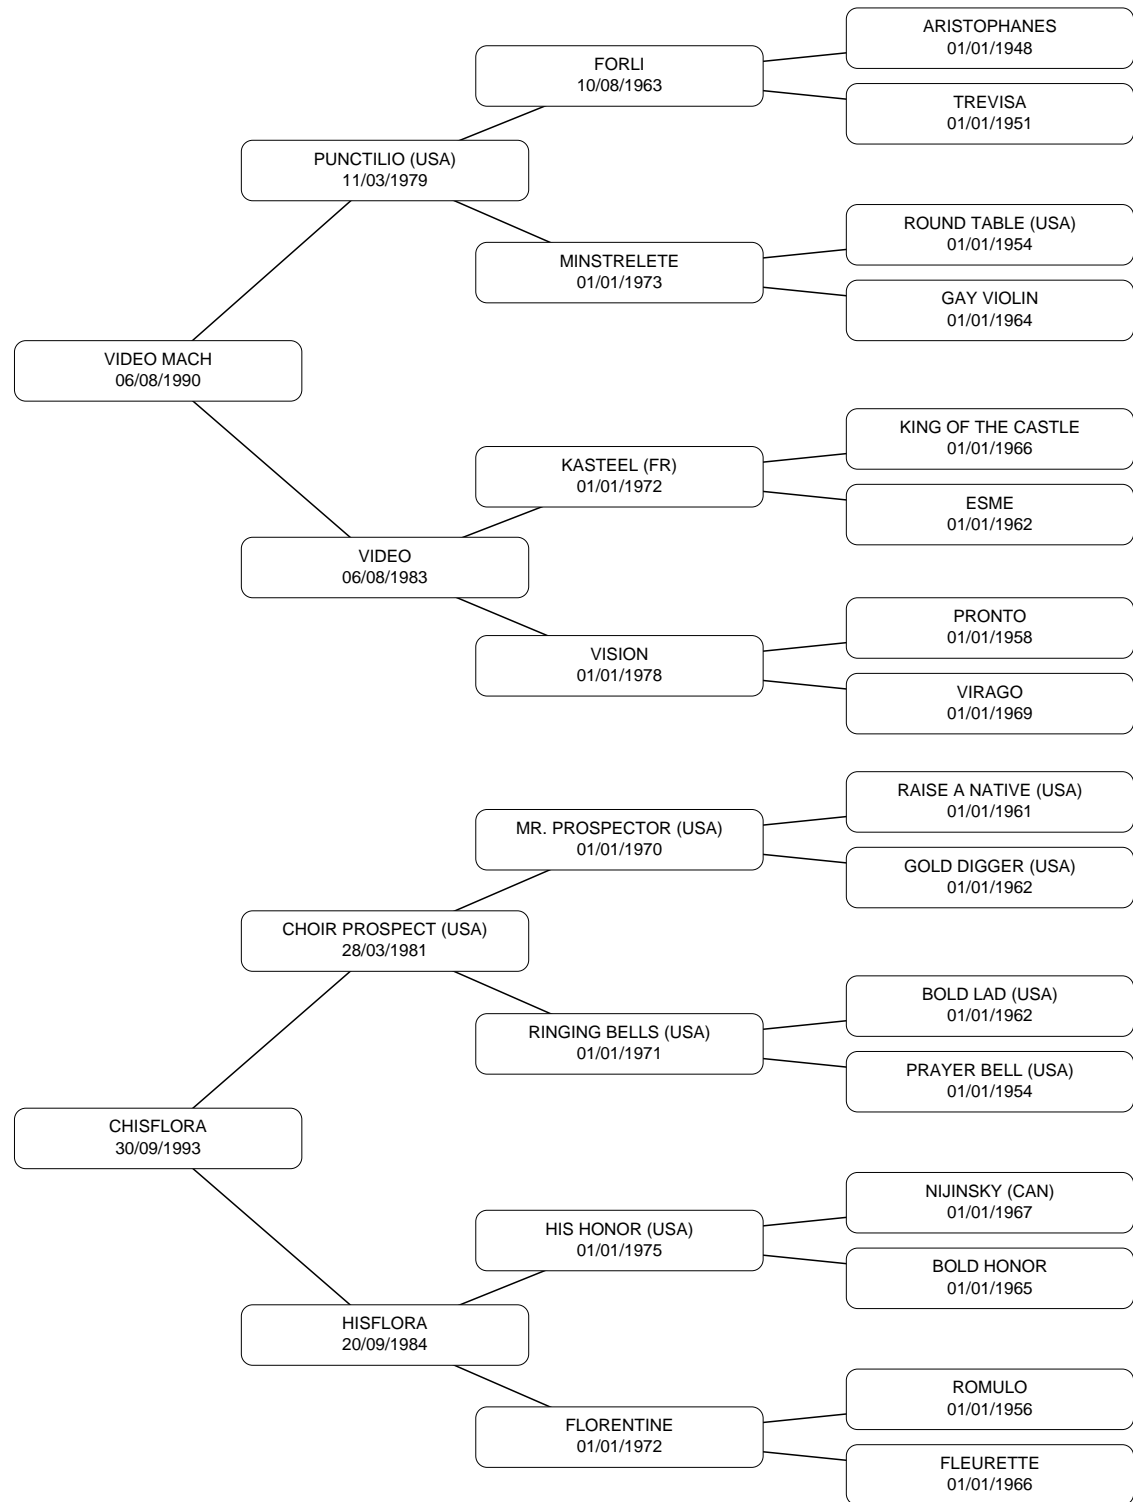 ARISTOPHANES
01/01/1948
FORLI
10/08/1963
TREVISA
01/01/1951
PUNCTILIO (USA)
11/03/1979
ROUND TABLE (USA)
01/01/1954
MINSTRELETE
01/01/1973
GAY VIOLIN
01/01/1964
VIDEO MACH
06/08/1990
KING OF THE CASTLE
01/01/1966
KASTEEL (FR)
01/01/1972
ESME
01/01/1962
VIDEO
06/08/1983
PRONTO
01/01/1958
VISION
01/01/1978
VIRAGO
01/01/1969
RAISE A NATIVE (USA)
01/01/1961
MR. PROSPECTOR (USA)
01/01/1970
GOLD DIGGER (USA)
01/01/1962
CHOIR PROSPECT (USA)
28/03/1981
BOLD LAD (USA)
01/01/1962
RINGING BELLS (USA)
01/01/1971
PRAYER BELL (USA)
01/01/1954
CHISFLORA
30/09/1993
NIJINSKY (CAN)
01/01/1967
HIS HONOR (USA)
01/01/1975
BOLD HONOR
01/01/1965
HISFLORA
20/09/1984
ROMULO
01/01/1956
FLORENTINE
01/01/1972
FLEURETTE
01/01/1966